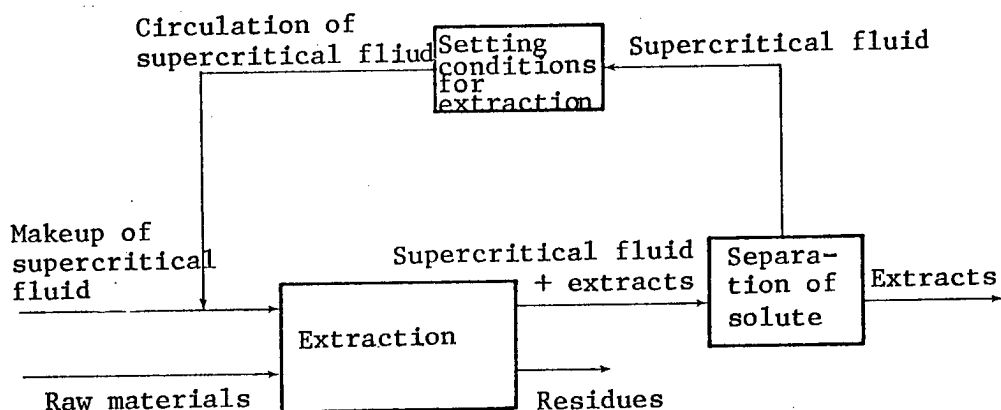 Circulation of
supercritical fliud
Setting
conditions
for
extraction
Supercritical fluid
Makeup of
supercritical
fluid
Supercritical fluid
+ extracts
Separa-
tion of
solute
Extracts
Extraction
Raw materials
Residues